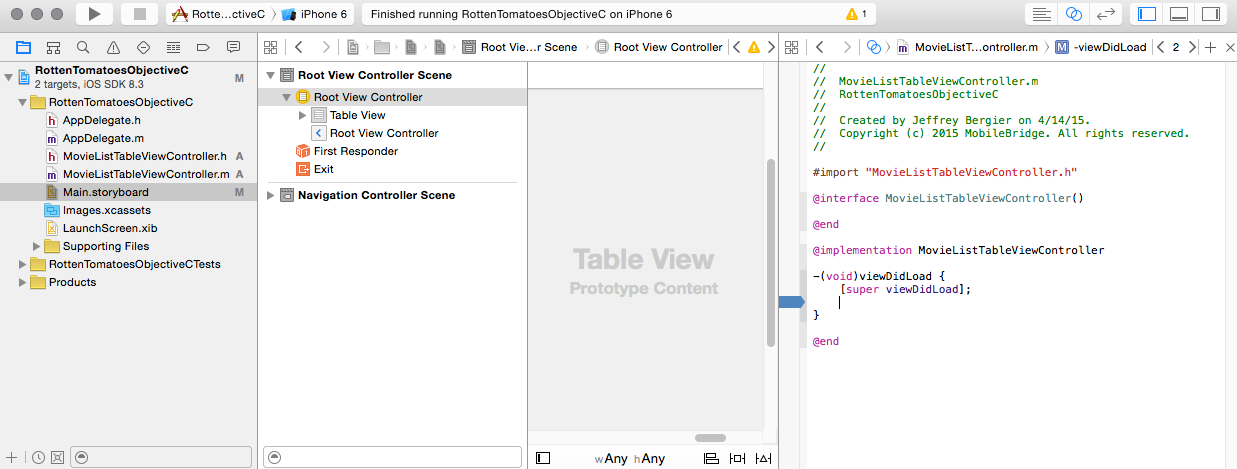 Rotte...ctiveC iPhone 6
Finished running RottenTomatoesObjectiveC on iPhone 6
1
RottenTomatoesObjectiveC M
2 targets, iOS SDK 8.3
RottenTomatoesObjectiveC
AppDelegate.h
AppDelegate.m
MovieListTableViewController.h A
MovieListTableViewController.m A
Main.storyboard M
Images.xcassets
LaunchScreen.xib
Supporting Files
RottenTomatoesObjectiveCTests
Products
Root Vie...r Scene Root View Controller
Root View Controller Scene
Root View Controller
Table View
Root View Controller
First Responder
Exit
Navigation Controller Scene
Table View
Prototype Content
wAny hAny
MovieListT...ontroller.m -viewDidLoad 2
//
// MovieListTableViewController.m
// RottenTomatoesObjectiveC
//
// Created by Jeffrey Bergier on 4/14/15.
// Copyright (c) 2015 MobileBridge. All rights reserved.
//
#import "MovieListTableViewController.h"
@interface MovieListTableViewController()
@end
@implementation MovieListTableViewController
-(void)viewDidLoad {
[super viewDidLoad];
}
@end